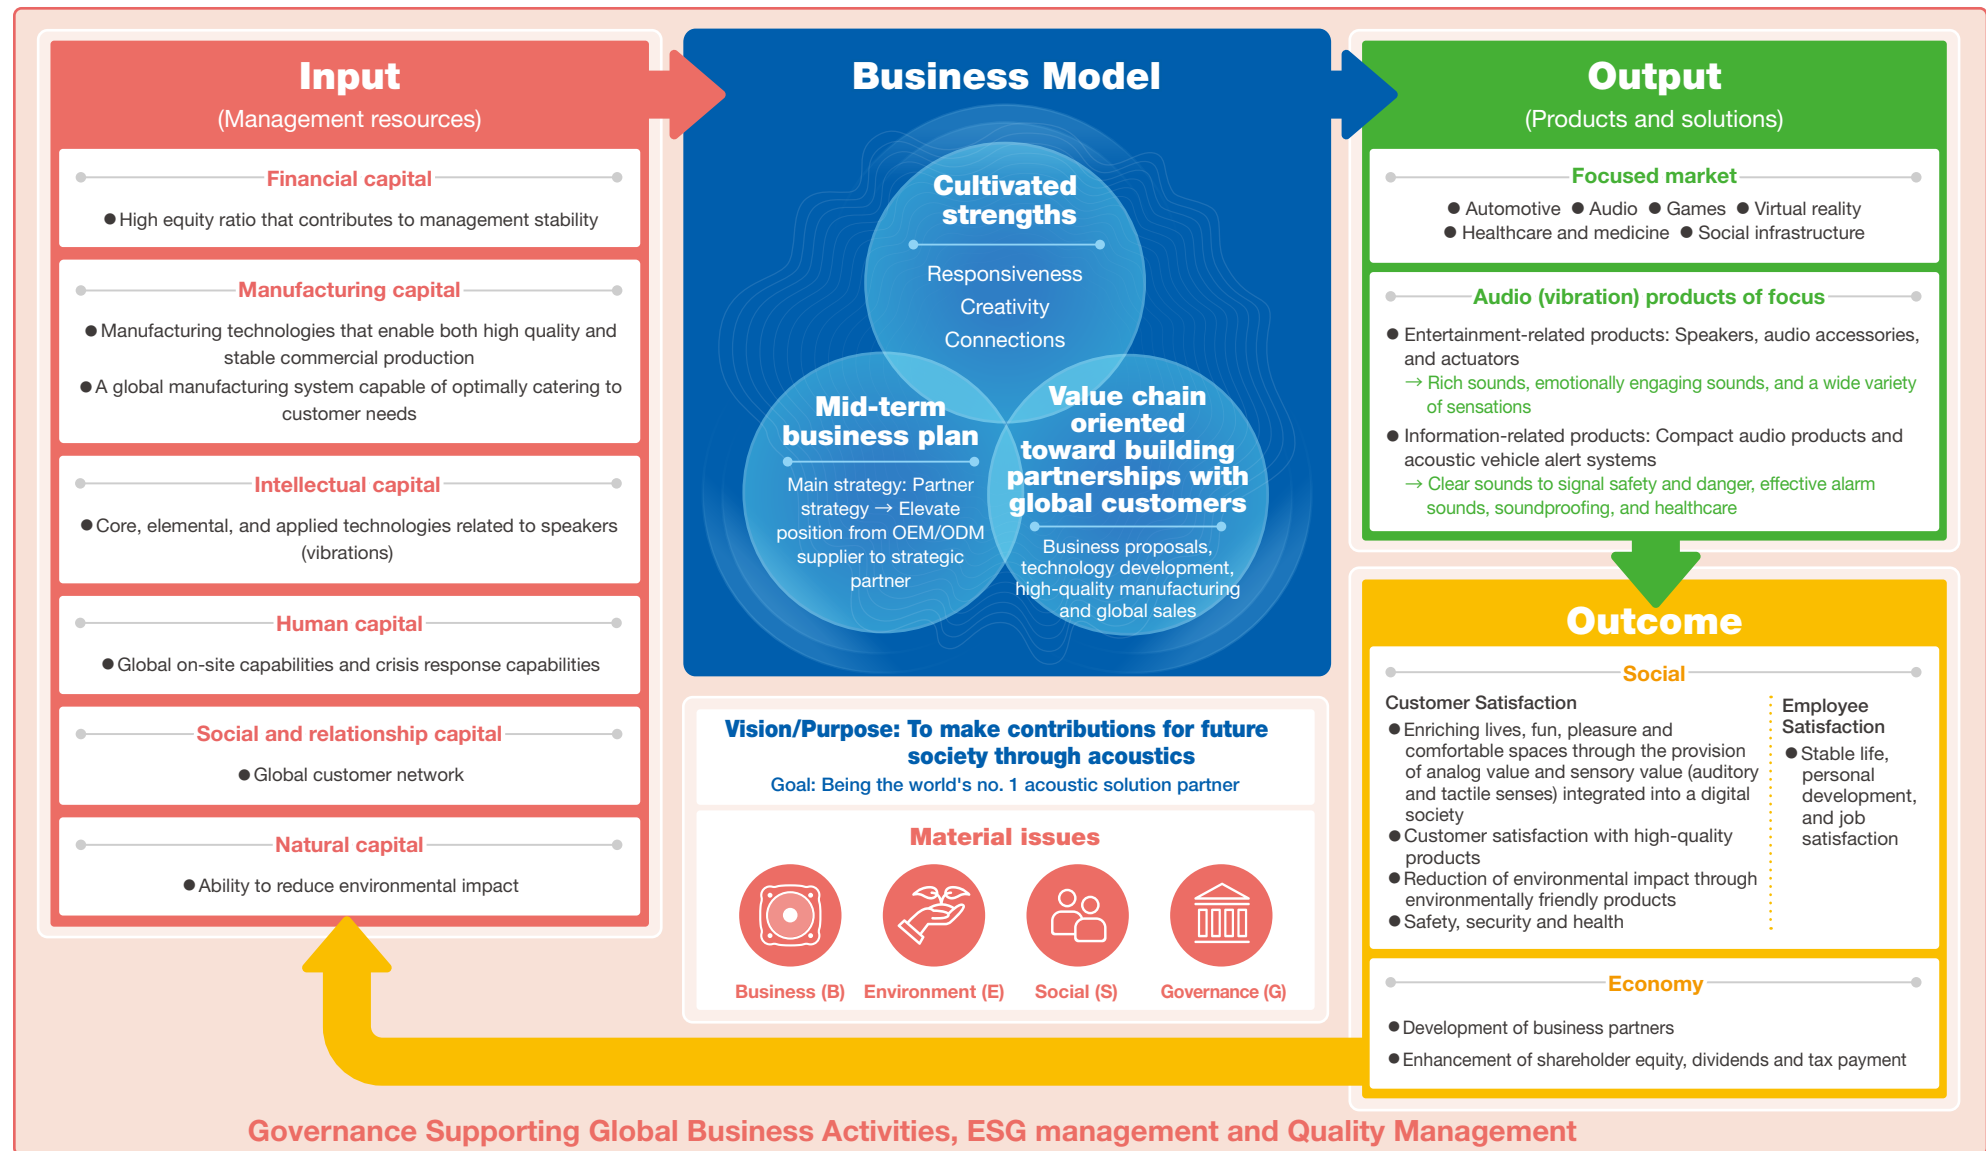 Input
(Management resources)
Financial capital
● High equity ratio that contributes to management stability
Manufacturing capital
● Manufacturing technologies that enable both high quality and
stable commercial production
● A global manufacturing system capable of optimally catering to
customer needs
Intellectual capital
● Core, elemental, and applied technologies related to speakers
(vibrations)
Human capital
● Global on-site capabilities and crisis response capabilities
Social and relationship capital
● Global customer network
Natural capital
● Ability to reduce environmental impact
Business Model
Cultivated
strengths
Responsiveness
Creativity
Connections
Mid-term
business plan
Main strategy: Partner
strategy → Elevate
position from OEM/ODM
supplier to strategic
partner
Value chain
oriented
toward building
partnerships with
global customers
Business proposals,
technology development,
high-quality manufacturing
and global sales
Vision/Purpose: To make contributions for future
society through acoustics
Goal: Being the world's no. 1 acoustic solution partner
Material issues
Business (B) Environment (E) Social (S) Governance (G)
Output
(Products and solutions)
Focused market
● Automotive ● Audio ● Games ● Virtual reality
● Healthcare and medicine ● Social infrastructure
Audio (vibration) products of focus
● Entertainment-related products: Speakers, audio accessories,
and actuators
→ Rich sounds, emotionally engaging sounds, and a wide variety
of sensations
● Information-related products: Compact audio products and
acoustic vehicle alert systems
→ Clear sounds to signal safety and danger, effective alarm
sounds, soundproofing, and healthcare
Outcome
Social
Customer Satisfaction
● Enriching lives, fun, pleasure and
comfortable spaces through the provision
of analog value and sensory value (auditory
and tactile senses) integrated into a digital
society
● Customer satisfaction with high-quality
products
● Reduction of environmental impact through
environmentally friendly products
● Safety, security and health
Employee
Satisfaction
● Stable life,
personal
development,
and job
satisfaction
Economy
● Development of business partners
● Enhancement of shareholder equity, dividends and tax payment
Governance Supporting Global Business Activities, ESG management and Quality Management